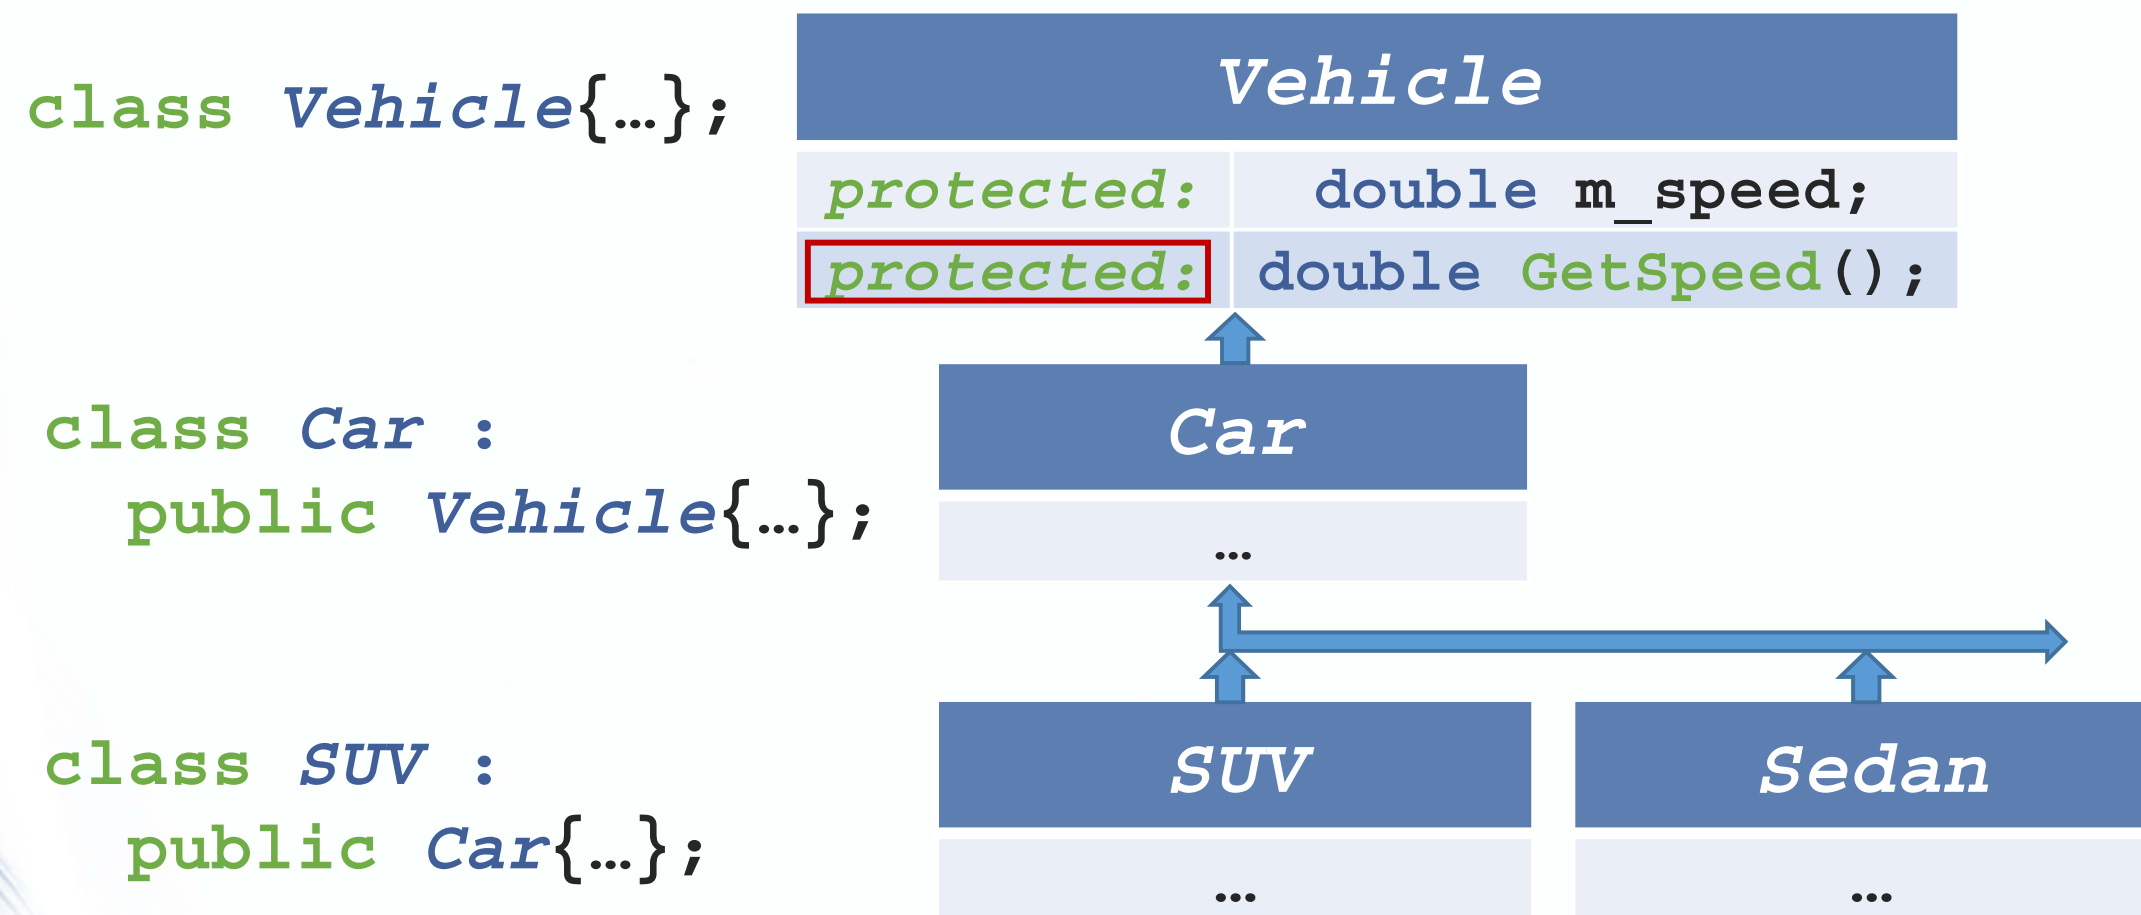 class Vehicle{…};
Vehicle
protected: double m_speed;
protected: double GetSpeed();
class Car :
public Vehicle{…};
Car
…
class SUV :
public Car{…};
SUV
…
Sedan
…